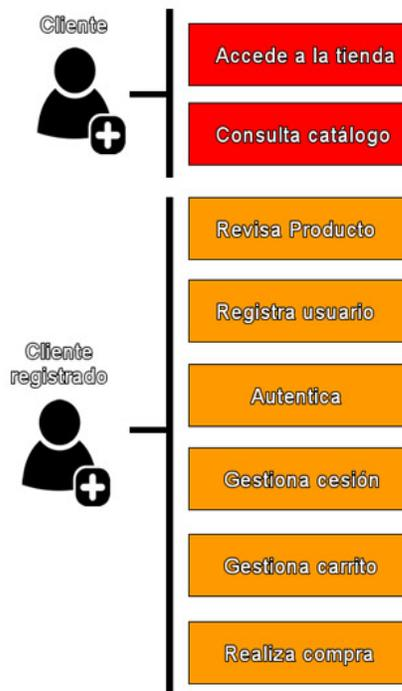 Cliente
Accede a la tienda
Consulta catálogo
Revisa Producto
Registra usuario
Cliente
registrado
Autentica
Gestiona cesión
Gestiona carrito
Realiza compra